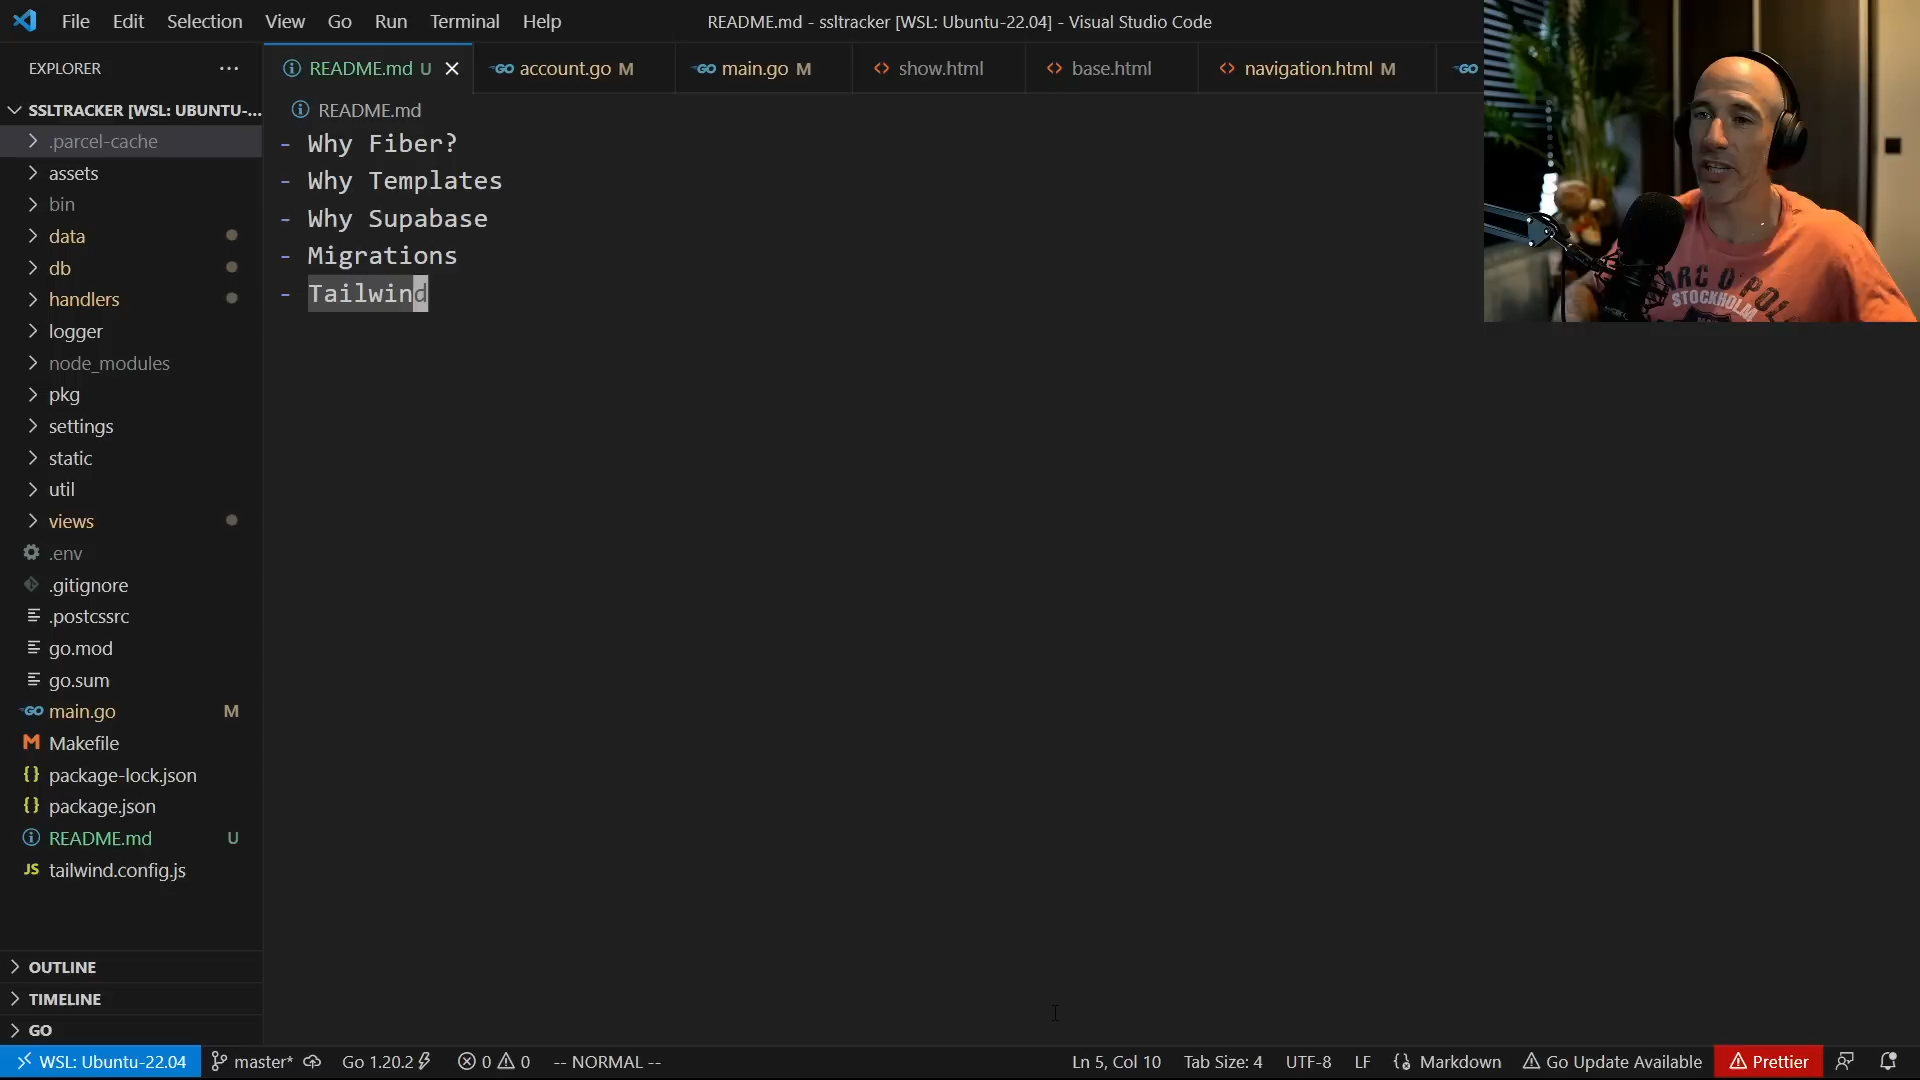 File Edit Selection View Go Run Terminal Help
README.md - ssltracker [WSL: Ubuntu-22.04] - Visual Studio Code
EXPLORER
README.md U
account.go M
main.go M
show.html
base.html
navigation.html M
SSLTRACKER [WSL: UBUNTU-...
README.md
.parcel-cache
assets
bin
data
db
handlers
logger
node_modules
pkg
settings
static
util
views
.env
.gitignore
.postcssrc
go.mod
go.sum
main.go M
Makefile
package-lock.json
package.json
README.md U
tailwind.config.js
- Why Fiber?
- Why Templates
- Why Supabase
- Migrations
- Tailwind
STOCKHOLM
OUTLINE
TIMELINE
GO
WSL: Ubuntu-22.04 master* Go 1.20.2 0 0 -- NORMAL -- Ln 5, Col 10 Tab Size: 4 UTF-8 LF Markdown Go Update Available Prettier